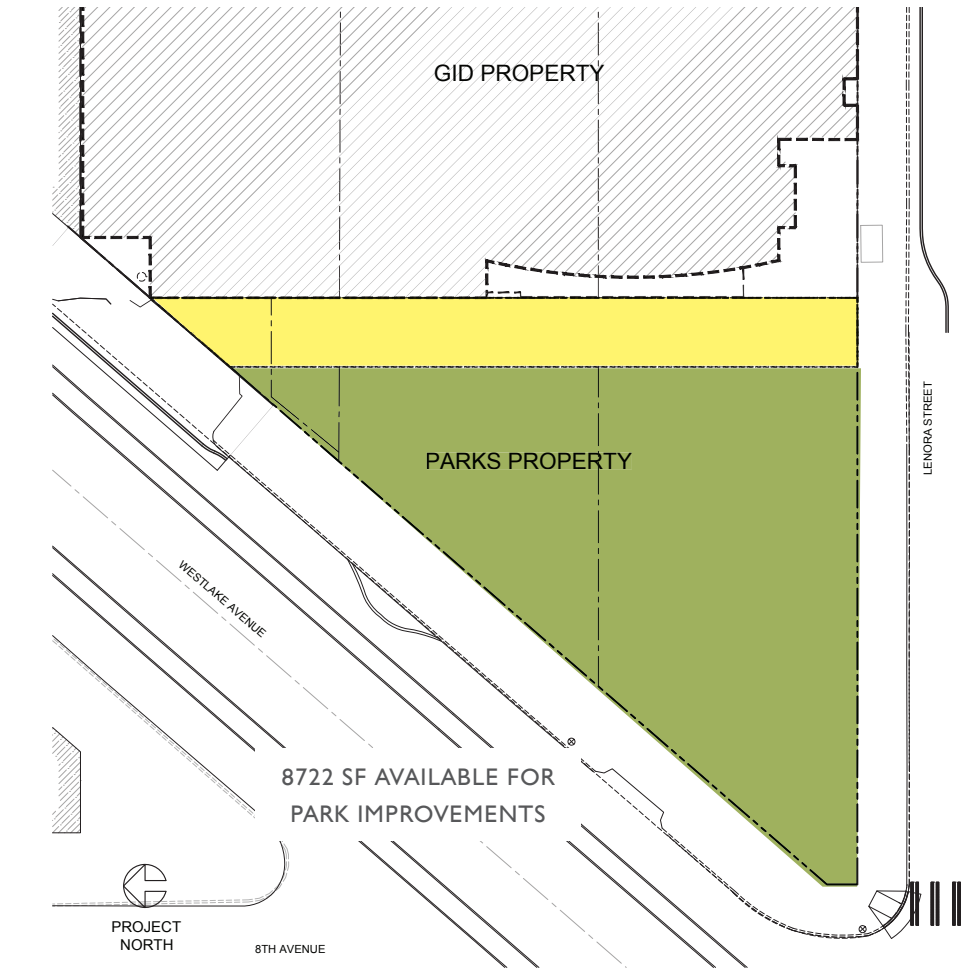 GID PROPERTY
LENORA STREET
PARKS PROPERTY
WESTLAKE AVENUE
8722 SF AVAILABLE FOR
PARK IMPROVEMENTS
PROJECT
NORTH
8TH AVENUE